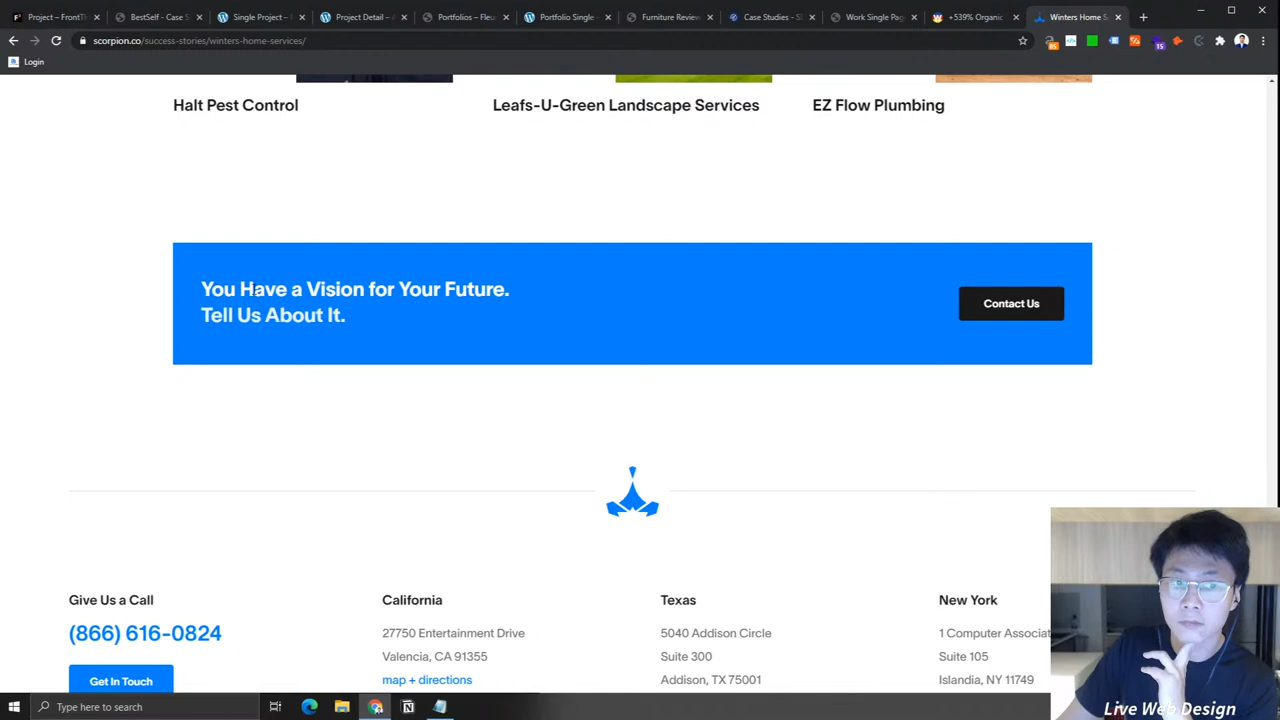 Project – FrontTh
BestSelf - Case S
Single Project –
Project Detail – A
Portfolios – Fleu
Portfolio Single -
Furniture Review
Case Studies - S
Work Single Pag
+539% Organic
Winters Home S
scorpion.co/success-stories/winters-home-services/
85
15
Login
Halt Pest Control
Leafs-U-Green Landscape Services
EZ Flow Plumbing
You Have a Vision for Your Future.
Tell Us About It.
Contact Us
Give Us a Call
(866) 616-0824
Get In Touch
California
27750 Entertainment Drive
Valencia, CA 91355
map + directions
Texas
5040 Addison Circle
Suite 300
Addison, TX 75001
New York
1 Computer Associat
Suite 105
Islandia, NY 11749
Type here to search
Live Web Design